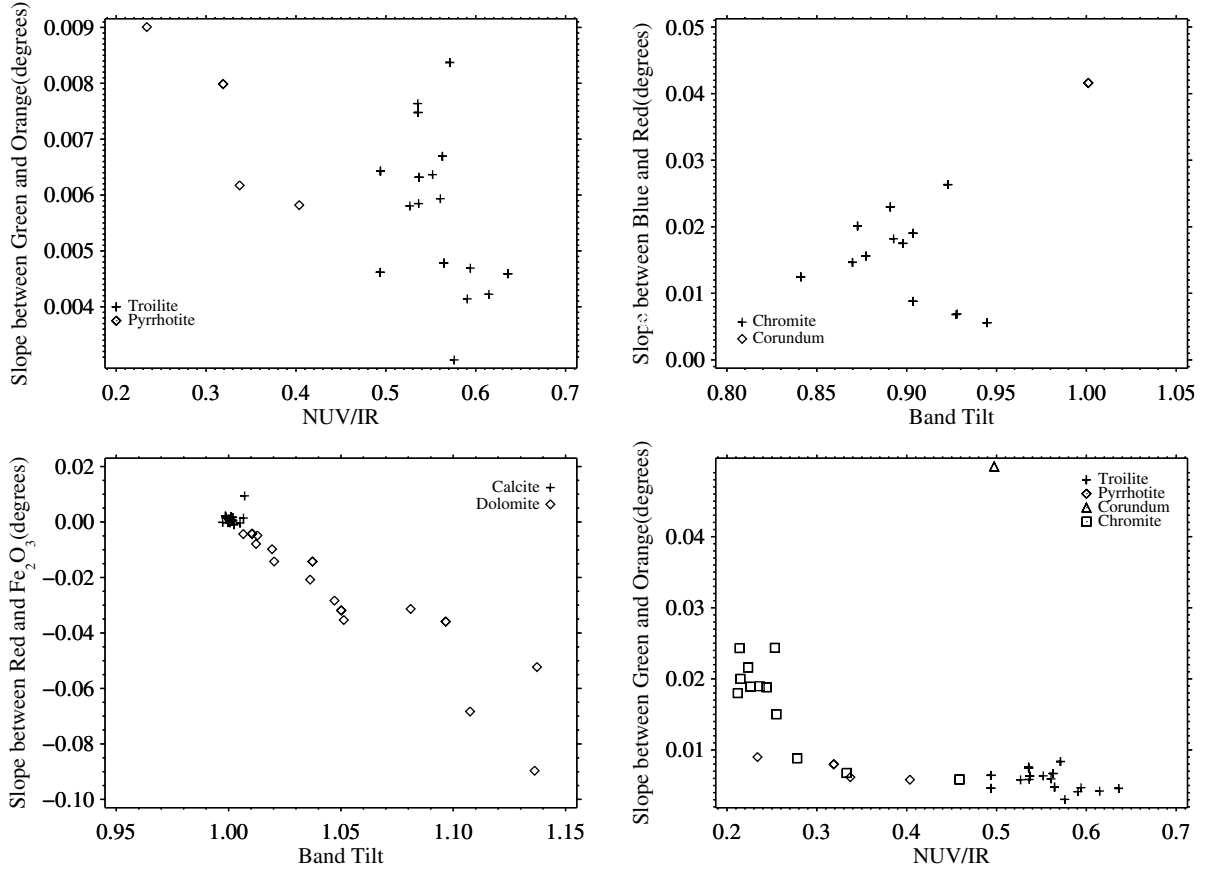 Slope between Green and Orange(degrees)
0.009
0.008
0.007
0.006
0.005
0.004
Troilite
Pyrrhotite
0.2 0.3 0.4 0.5 0.6 0.7
NUV/IR
Slope between Blue and Red(degrees)
0.05
0.04
0.03
0.02
0.01
0.00
Chromite
Corundum
0.80 0.85 0.90 0.95 1.00 1.05
Band Tilt
Slope between Red and Fe2O3(degrees)
0.02
0.00
−0.02
−0.04
−0.06
−0.08
−0.10
Calcite
Dolomite
0.95 1.00 1.05 1.10 1.15
Band Tilt
Slope between Green and Orange(degrees)
0.04
0.03
0.02
0.01
Troilite
Pyrrhotite
Corundum
Chromite
0.2 0.3 0.4 0.5 0.6 0.7
NUV/IR